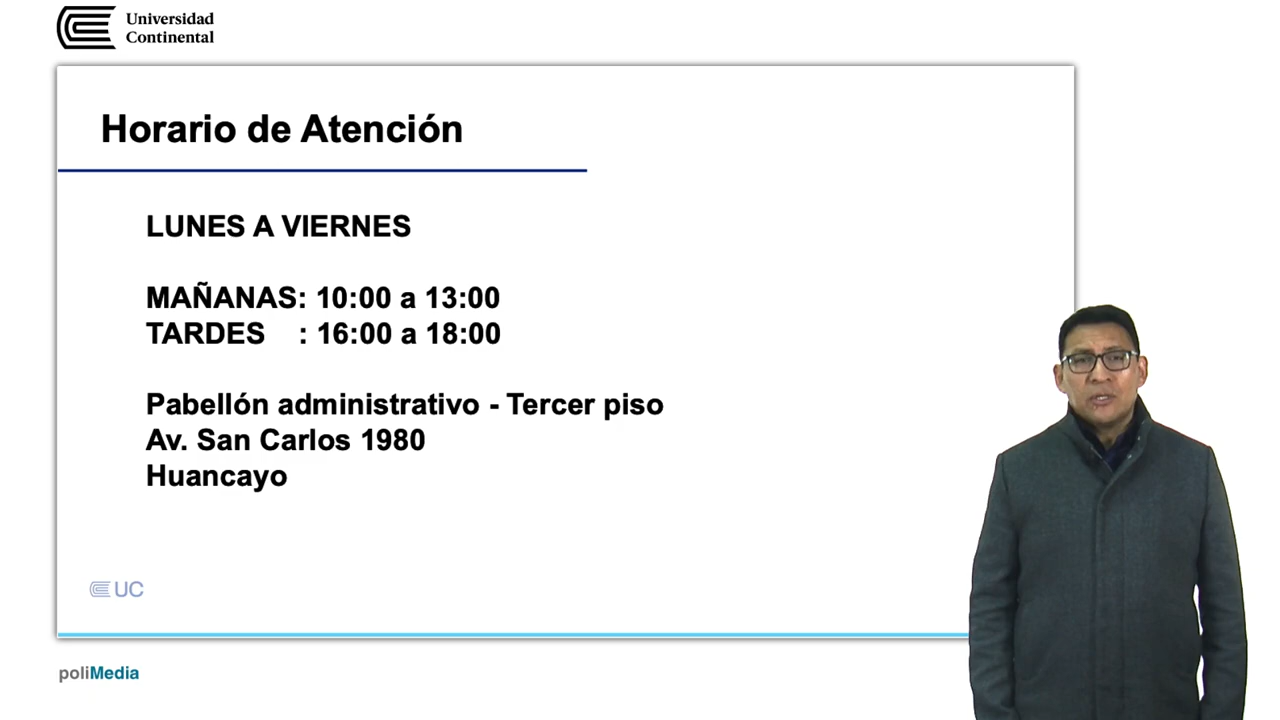 Universidad
Continental
Horario de Atención
LUNES A VIERNES
MAÑANAS: 10:00 a 13:00
TARDES : 16:00 a 18:00
Pabellón administrativo - Tercer piso
Av. San Carlos 1980
Huancayo
UC
poliMedia